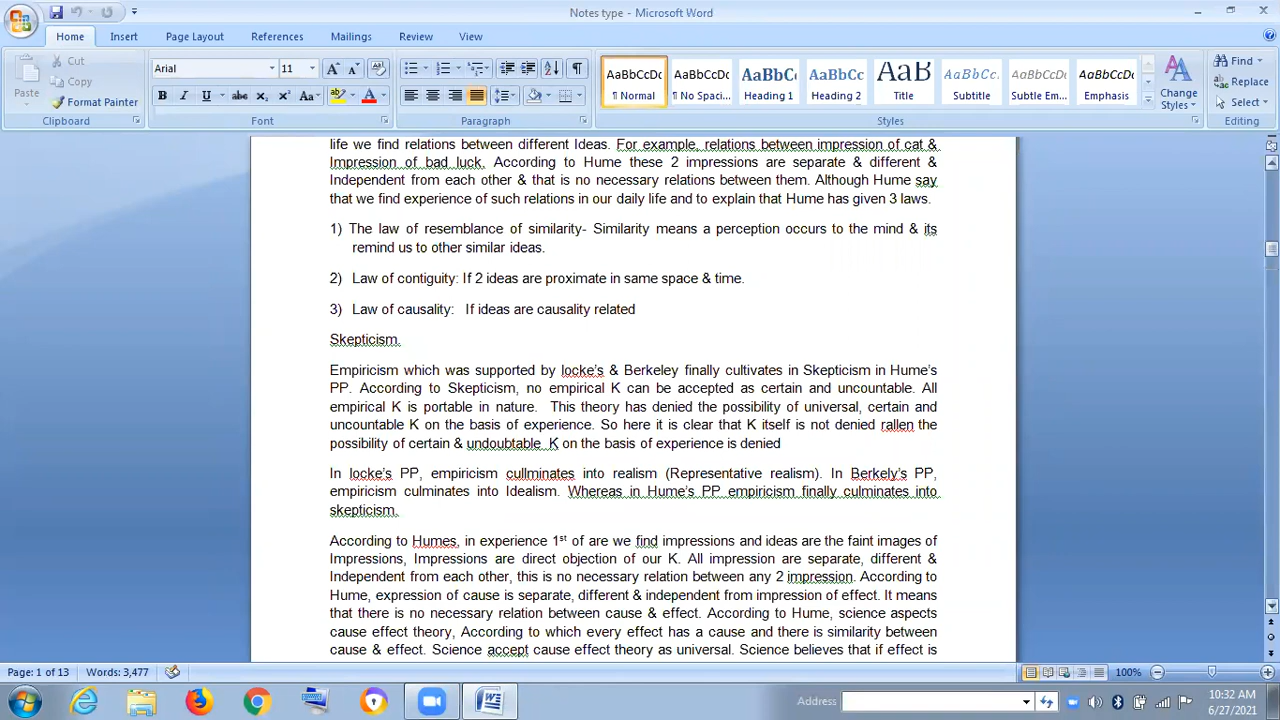 Notes type - Microsoft Word
Home Insert Page Layout References Mailings Review View
Paste
Cut
Copy
Format Painter
Clipboard
Arial 11
Font
Paragraph
AaBbCcDc AaBbCcDc AaBbCc AaBbCc AaB AaBbCc. AaBbCcDc AaBbCcDc
¶ Normal ¶ No Spaci... Heading 1 Heading 2 Title Subtitle Subtle Em... Emphasis
Change Styles
Styles
Find
Replace
Select
Editing
life we find relations between different Ideas. For example, relations between impression of cat &
Impression of bad luck. According to Hume these 2 impressions are separate & different &
Independent from each other & that is no necessary relations between them. Although Hume say
that we find experience of such relations in our daily life and to explain that Hume has given 3 laws.
1) The law of resemblance of similarity- Similarity means a perception occurs to the mind & its
remind us to other similar ideas.
2) Law of contiguity: If 2 ideas are proximate in same space & time.
3) Law of causality: If ideas are causality related
Skepticism.
Empiricism which was supported by locke's & Berkeley finally cultivates in Skepticism in Hume's
PP. According to Skepticism, no empirical K can be accepted as certain and uncountable. All
empirical K is portable in nature. This theory has denied the possibility of universal, certain and
uncountable K on the basis of experience. So here it is clear that K itself is not denied rallen the
possibility of certain & undoubtable K on the basis of experience is denied
In locke's PP, empiricism cullminates into realism (Representative realism). In Berkely's PP,
empiricism culminates into Idealism. Whereas in Hume's PP empiricism finally culminates into
skepticism.
According to Humes, in experience 1st of are we find impressions and ideas are the faint images of
Impressions, Impressions are direct objection of our K. All impression are separate, different &
Independent from each other, this is no necessary relation between any 2 impression. According to
Hume, expression of cause is separate, different & independent from impression of effect. It means
that there is no necessary relation between cause & effect. According to Hume, science aspects
cause effect theory, According to which every effect has a cause and there is similarity between
cause & effect. Science accept cause effect theory as universal. Science believes that if effect is
Page: 1 of 13 Words: 3,477 100%
Address
10:32 AM
6/27/2021